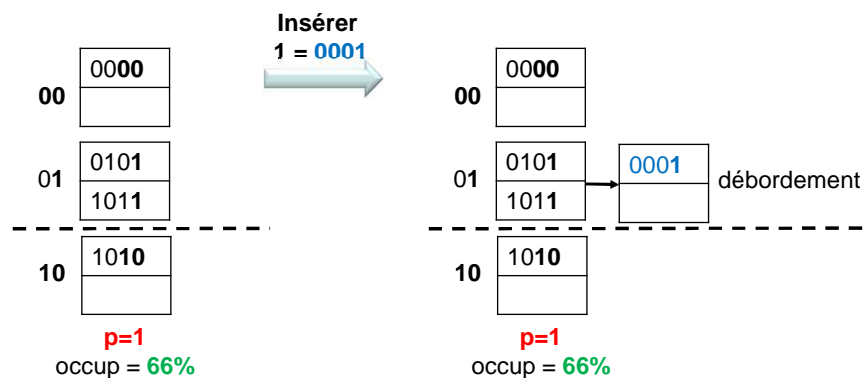 Insérer
1 = 0001
00
0000
01
0101
1011
10
1010
p=1
occup = 66%
00
0000
01
0101
1011
0001
débordement
10
1010
p=1
occup = 66%